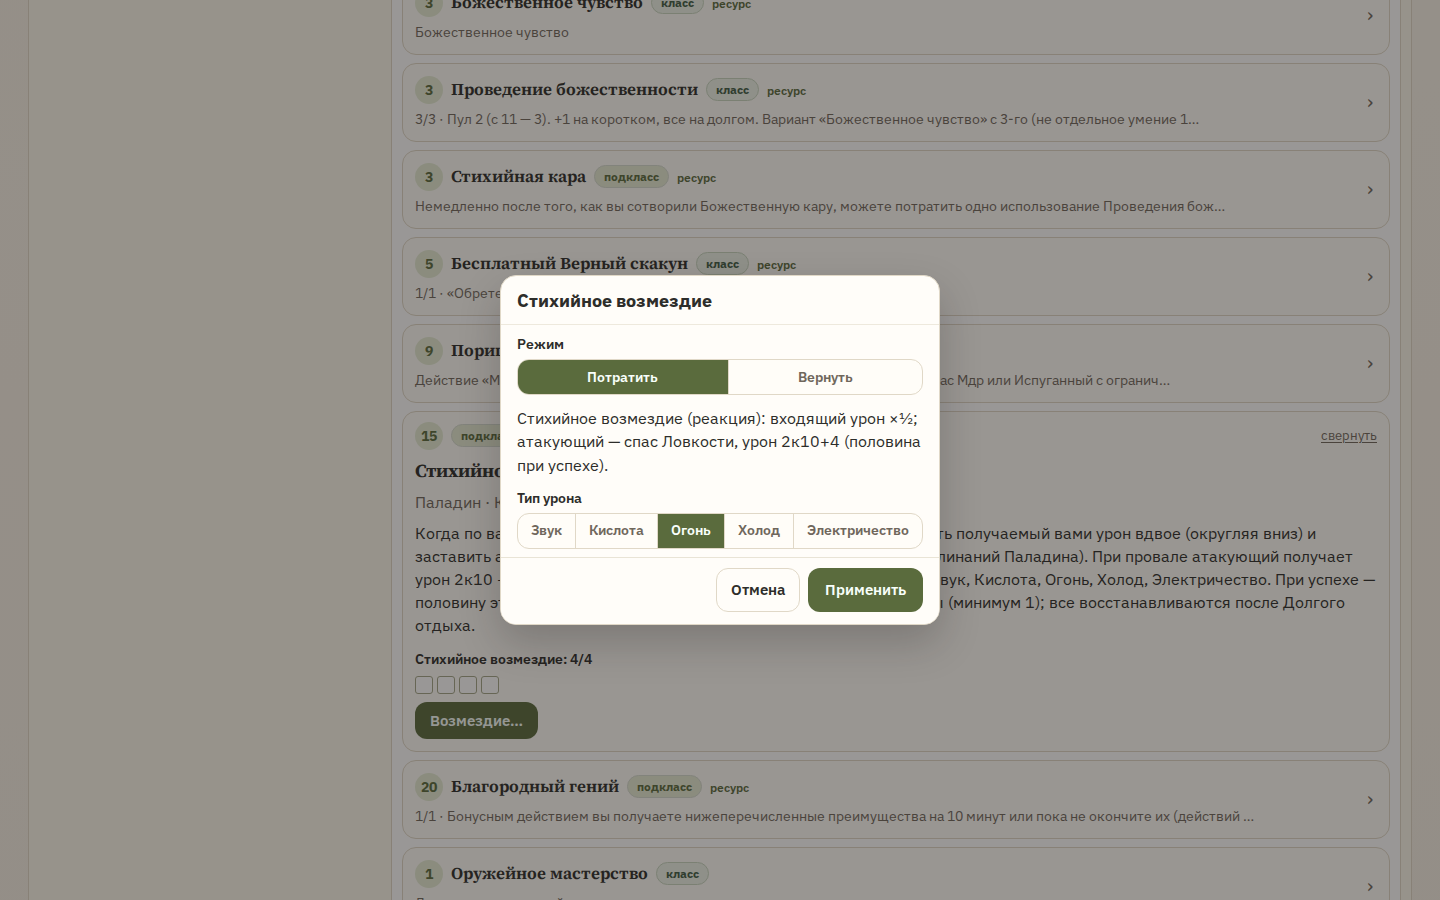 3 Божественное чувство класс ресурс
Божественное чувство
3 Проведение божественности класс ресурс
3/3 · Пул 2 (с 11 — 3). +1 на коротком, все на долгом. Вариант «Божественное чувство» с 3-го (не отдельное умение 1...
3 Стихийная кара подкласс ресурс
Немедленно после того, как вы сотворили Божественную кару, можете потратить одно использование Проведения бож...
5 Бесплатный Верный скакун класс ресурс
1/1 · «Обрете
9
Действие «М ас Мдр или Испуганный с огранич...
15 свернуть
Паладин ·
Когда по ва ть получаемый вами урон вдвое (округляя вниз) и
заставить а линаний Паладина). При провале атакующий получает
урон 2к10 вук, Кислота, Огонь, Холод, Электричество. При успехе —
половину эт (минимум 1); все восстанавливаются после Долгого
отдыха.
Стихийное возмездие: 4/4
Возмездие...
20 Благородный гений подкласс ресурс
1/1 · Бонусным действием вы получаете нижеперечисленные преимущества на 10 минут или пока не окончите их (действий ...
1 Оружейное мастерство класс
Стихийное возмездие
Режим
Потратить Вернуть
Стихийное возмездие (реакция): входящий урон ×½;
атакующий — спас Ловкости, урон 2к10+4 (половина
при успехе).
Тип урона
Звук Кислота Огонь Холод Электричество
Отмена Применить